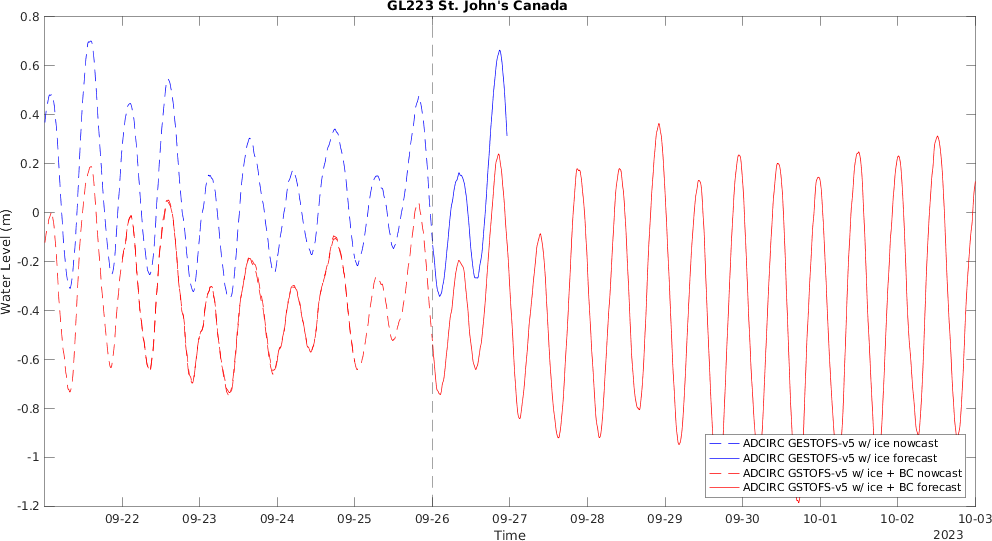 GL223 St. John's Canada
Water Level (m)
0.8
0.6
0.4
0.2
0
-0.2
-0.4
-0.6
-0.8
-1
-1.2
ADCIRC GESTOFS-v5 w/ ice nowcast
ADCIRC GESTOFS-v5 w/ ice forecast
ADCIRC GSTOFS-v5 w/ ice + BC nowcast
ADCIRC GSTOFS-v5 w/ ice + BC forecast
09-22 09-23 09-24 09-25 09-26 09-27 09-28 09-29 09-30 10-01 10-02 10-03
Time
2023